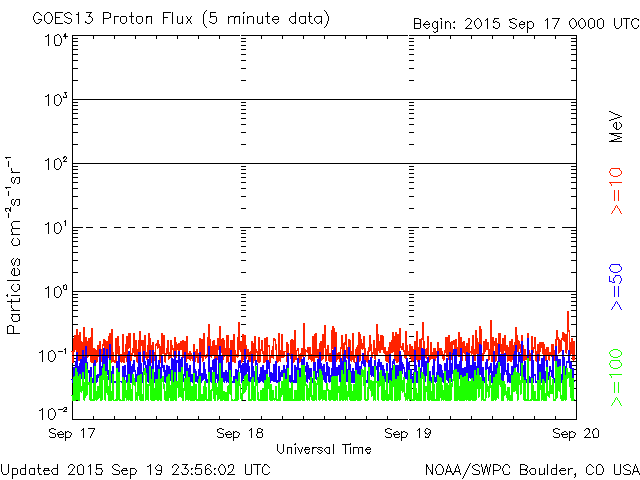 GOES13 Proton Flux (5 minute data)
Begin: 2015 Sep 17 0000 UTC
Particles cm⁻²s⁻¹sr⁻¹
10⁴
10³
10²
10¹
10⁰
10⁻¹
10⁻²
MeV
>=10
>=50
>=100
Sep 17 Sep 18 Sep 19 Sep 20
Universal Time
Updated 2015 Sep 19 23:56:02 UTC
NOAA/SWPC Boulder, CO USA